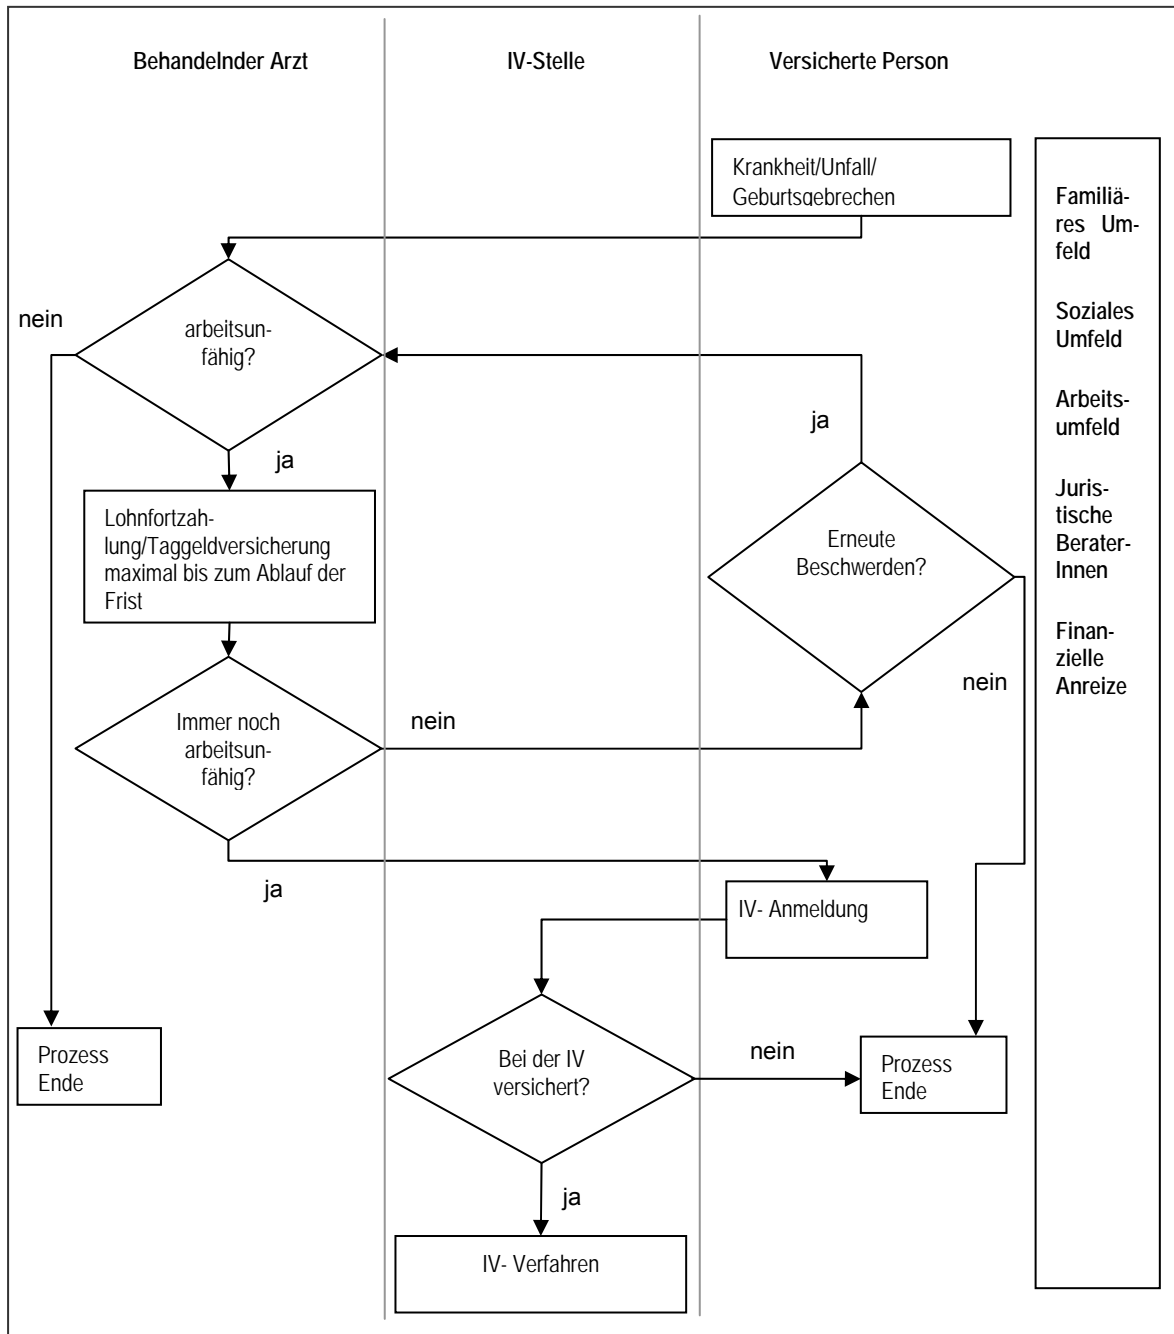 Behandelnder Arzt
IV-Stelle
Versicherte Person
Krankheit/Unfall/
Geburtsgebrechen
Familiä-
res Um-
feld
Soziales
Umfeld
Arbeits-
umfeld
Juris-
tische
Berater-
Innen
Finan-
zielle
Anreize
nein
arbeitsun-
fähig?
ja
ja
Lohnfortzah-
lung/Taggeldversicherung
maximal bis zum Ablauf der
Frist
Erneute
Beschwerden?
nein
Immer noch
arbeitsun-
fähig?
nein
ja
IV- Anmeldung
Prozess
Ende
Bei der IV
versichert?
nein
Prozess
Ende
ja
IV- Verfahren